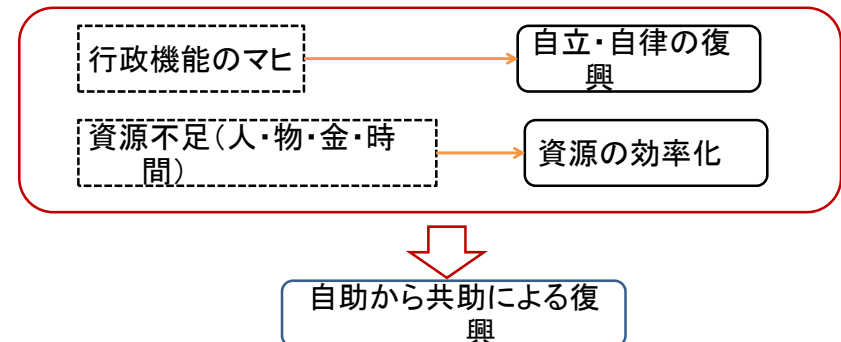 行政機能のマヒ
自立・自律の復
興
資源不足(人・物・金・時
間)
資源の効率化
自助から共助による復
興